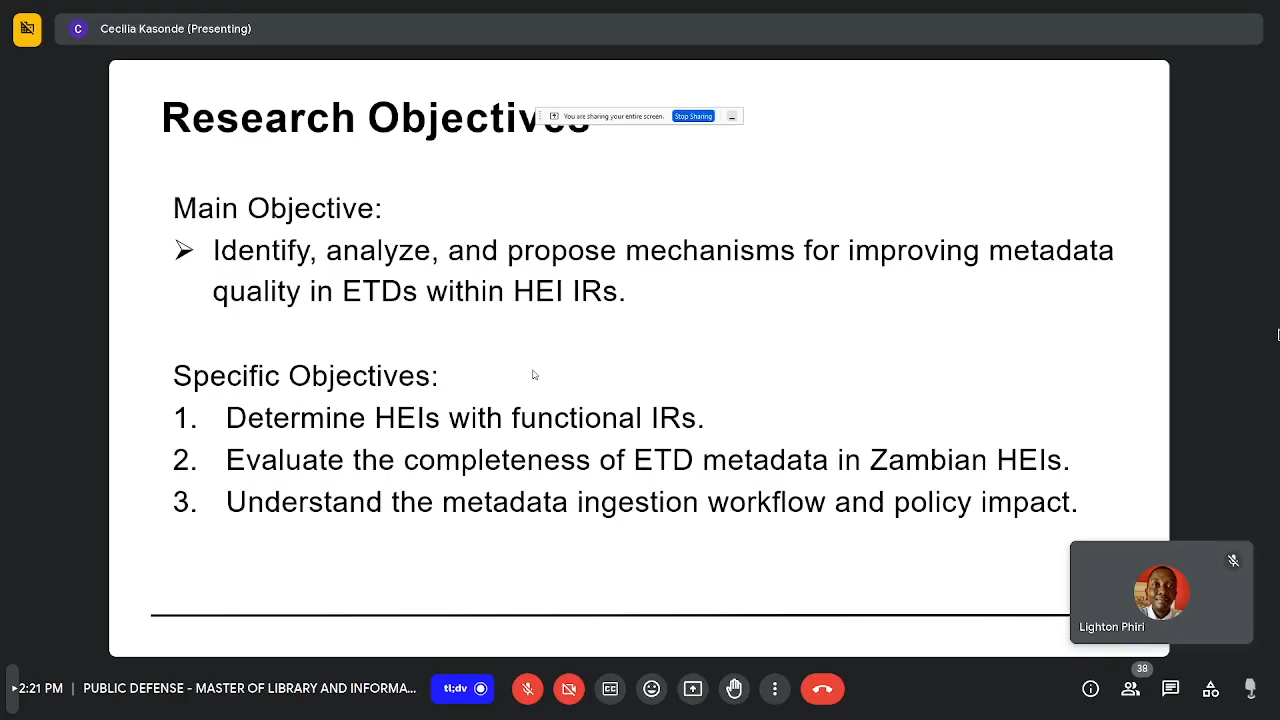 C Cecilia Kasonde (Presenting)
Research Objectives
You are sharing your entire screen. Stop Sharing
Main Objective:
➢ Identify, analyze, and propose mechanisms for improving metadata
quality in ETDs within HEI IRs.
Specific Objectives:
1. Determine HEIs with functional IRs.
2. Evaluate the completeness of ETD metadata in Zambian HEIs.
3. Understand the metadata ingestion workflow and policy impact.
Lighton Phiri
38
2:21 PM | PUBLIC DEFENSE - MASTER OF LIBRARY AND INFORMA... tl;dv CC